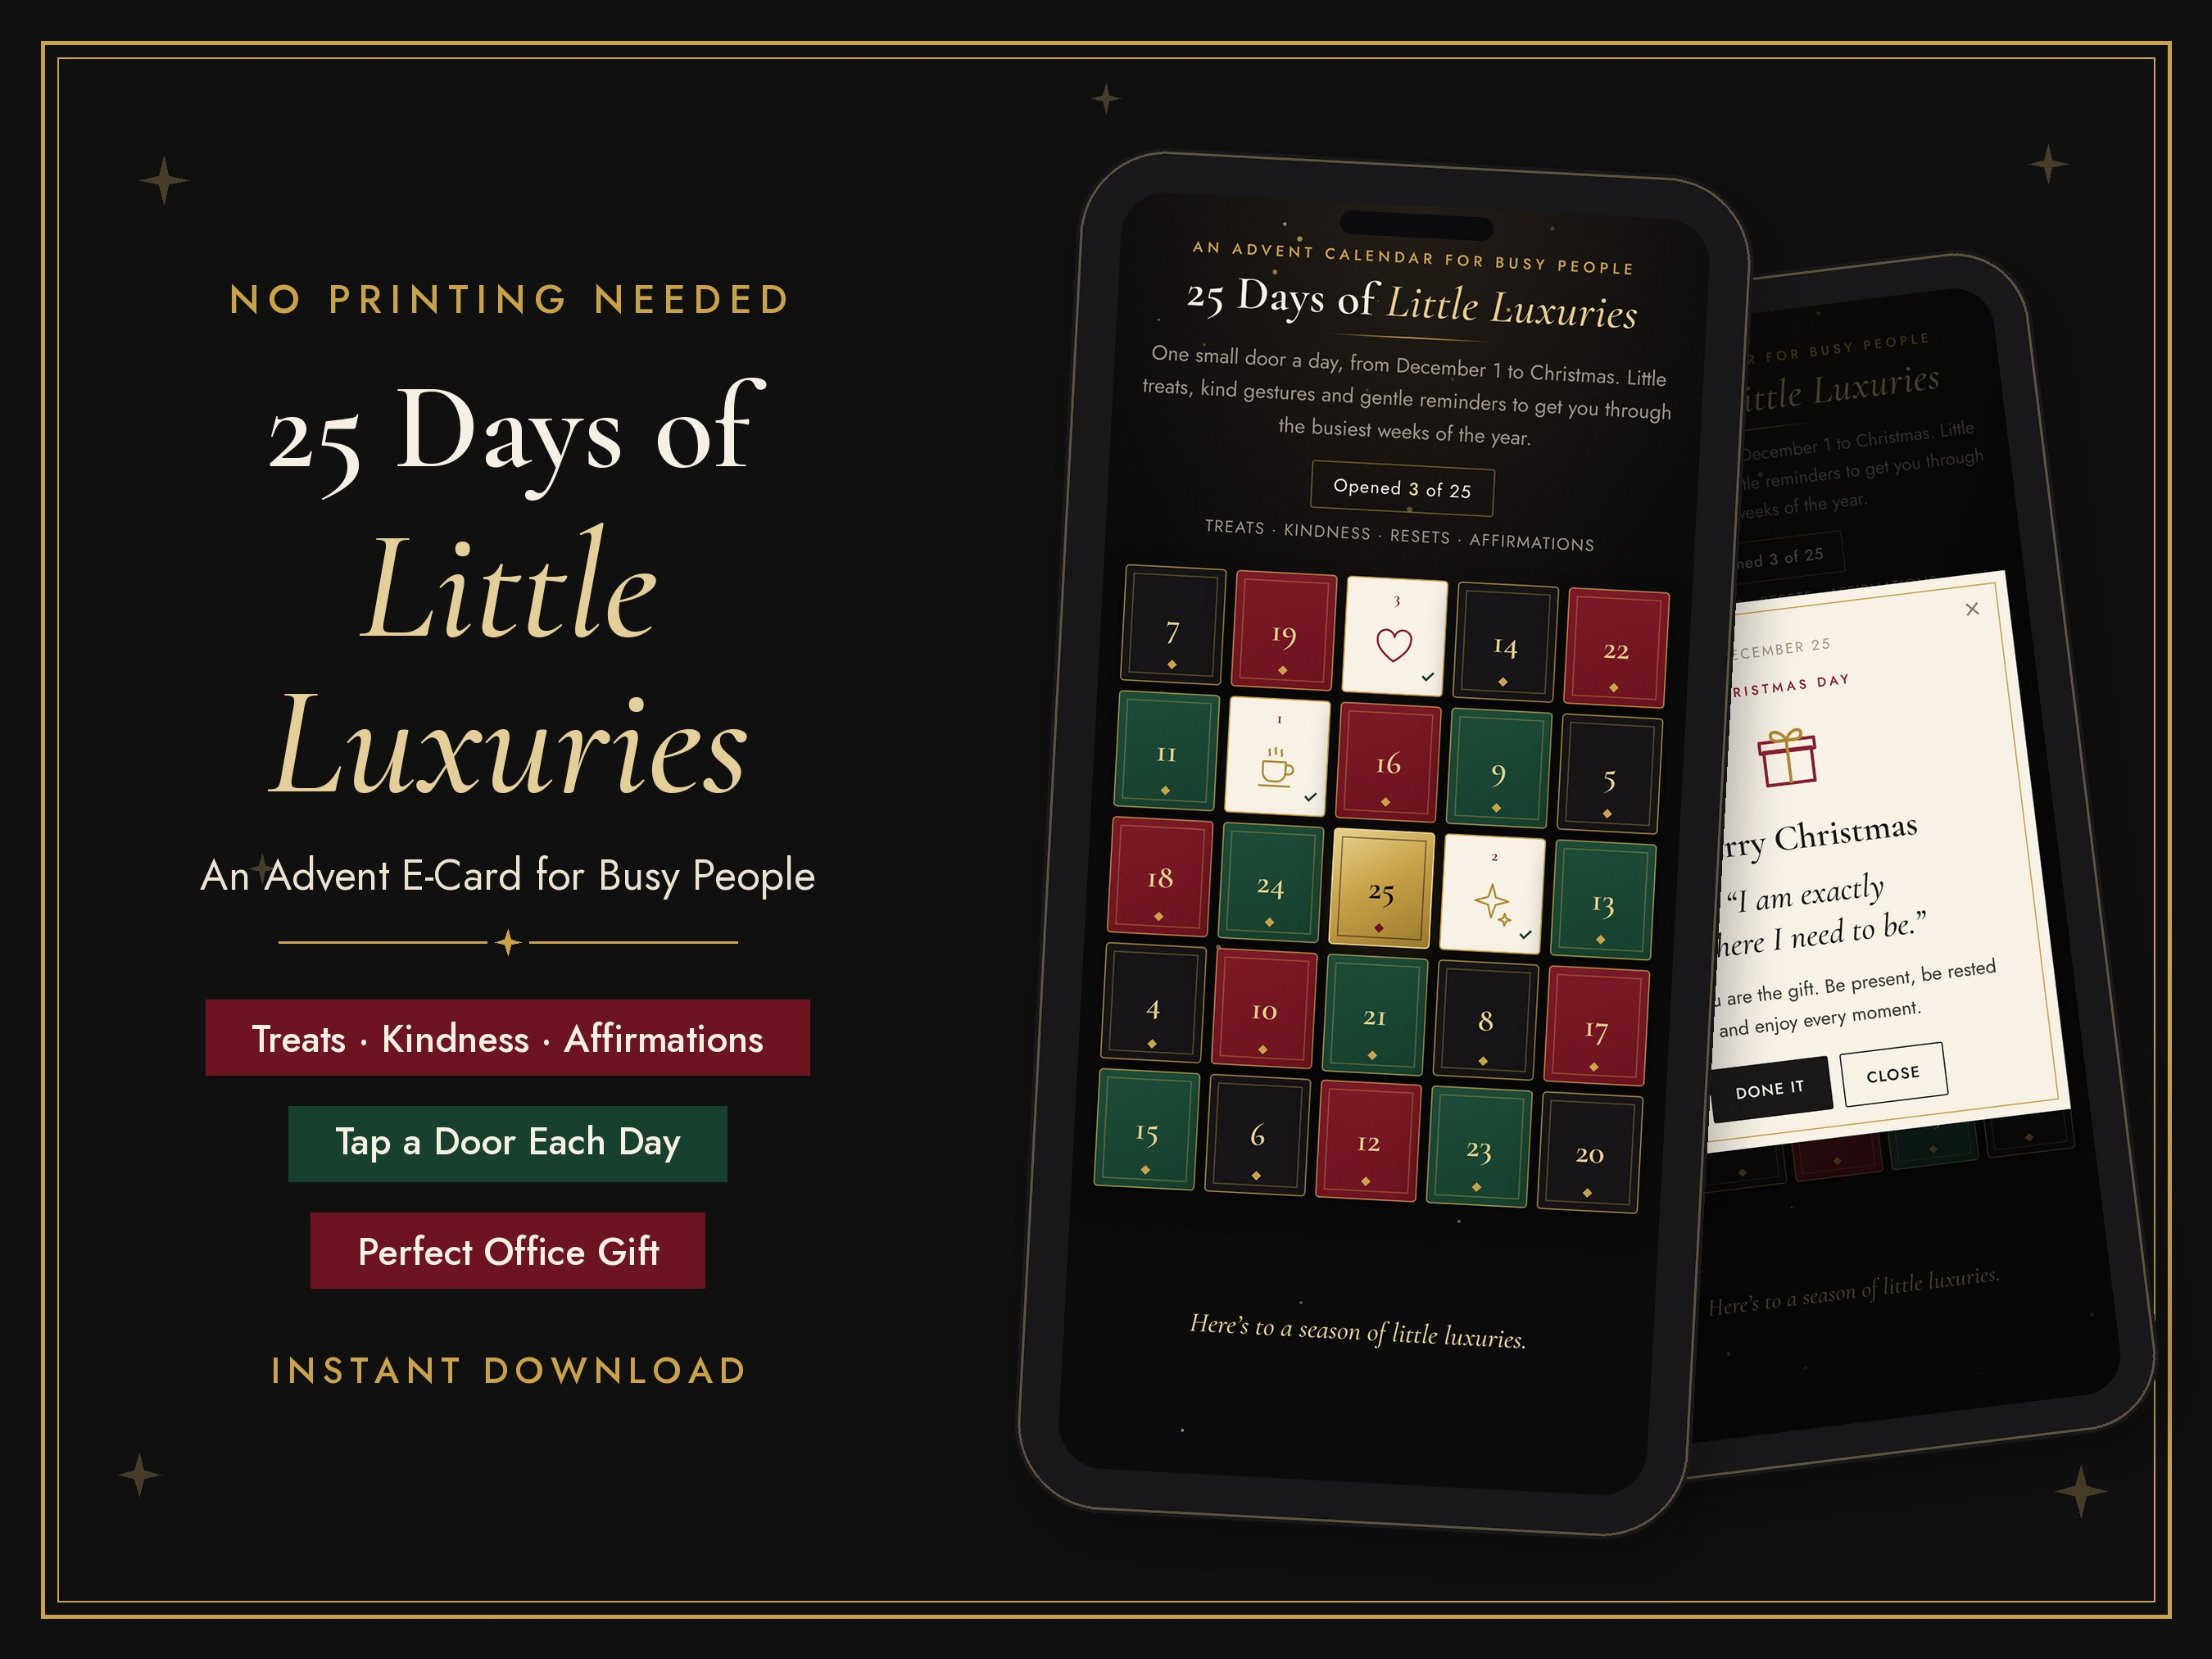 NO PRINTING NEEDED
25 Days of
Little
Luxuries
An Advent E-Card for Busy People
Treats · Kindness · Affirmations
Tap a Door Each Day
Perfect Office Gift
INSTANT DOWNLOAD
AN ADVENT CALENDAR FOR BUSY PEOPLE
25 Days of Little Luxuries
One small door a day, from December 1 to Christmas. Little
treats, kind gestures and gentle reminders to get you through
the busiest weeks of the year.
Opened 3 of 25
TREATS · KINDNESS · RESETS · AFFIRMATIONS
7 19 3 14 22
11 1 16 9 5
18 24 25 2 13
4 10 21 8 17
15 6 12 23 20
Here's to a season of little luxuries.
FOR BUSY PEOPLE
Luxuries
December 1 to Christmas. Little
reminders to get you through
of the year.
3 of 25
25
DAY
Christmas
“I am exactly
I need to be.”
are the gift. Be present, be rested
and enjoy every moment.
DONE IT
CLOSE
Here's to a season of little luxuries.